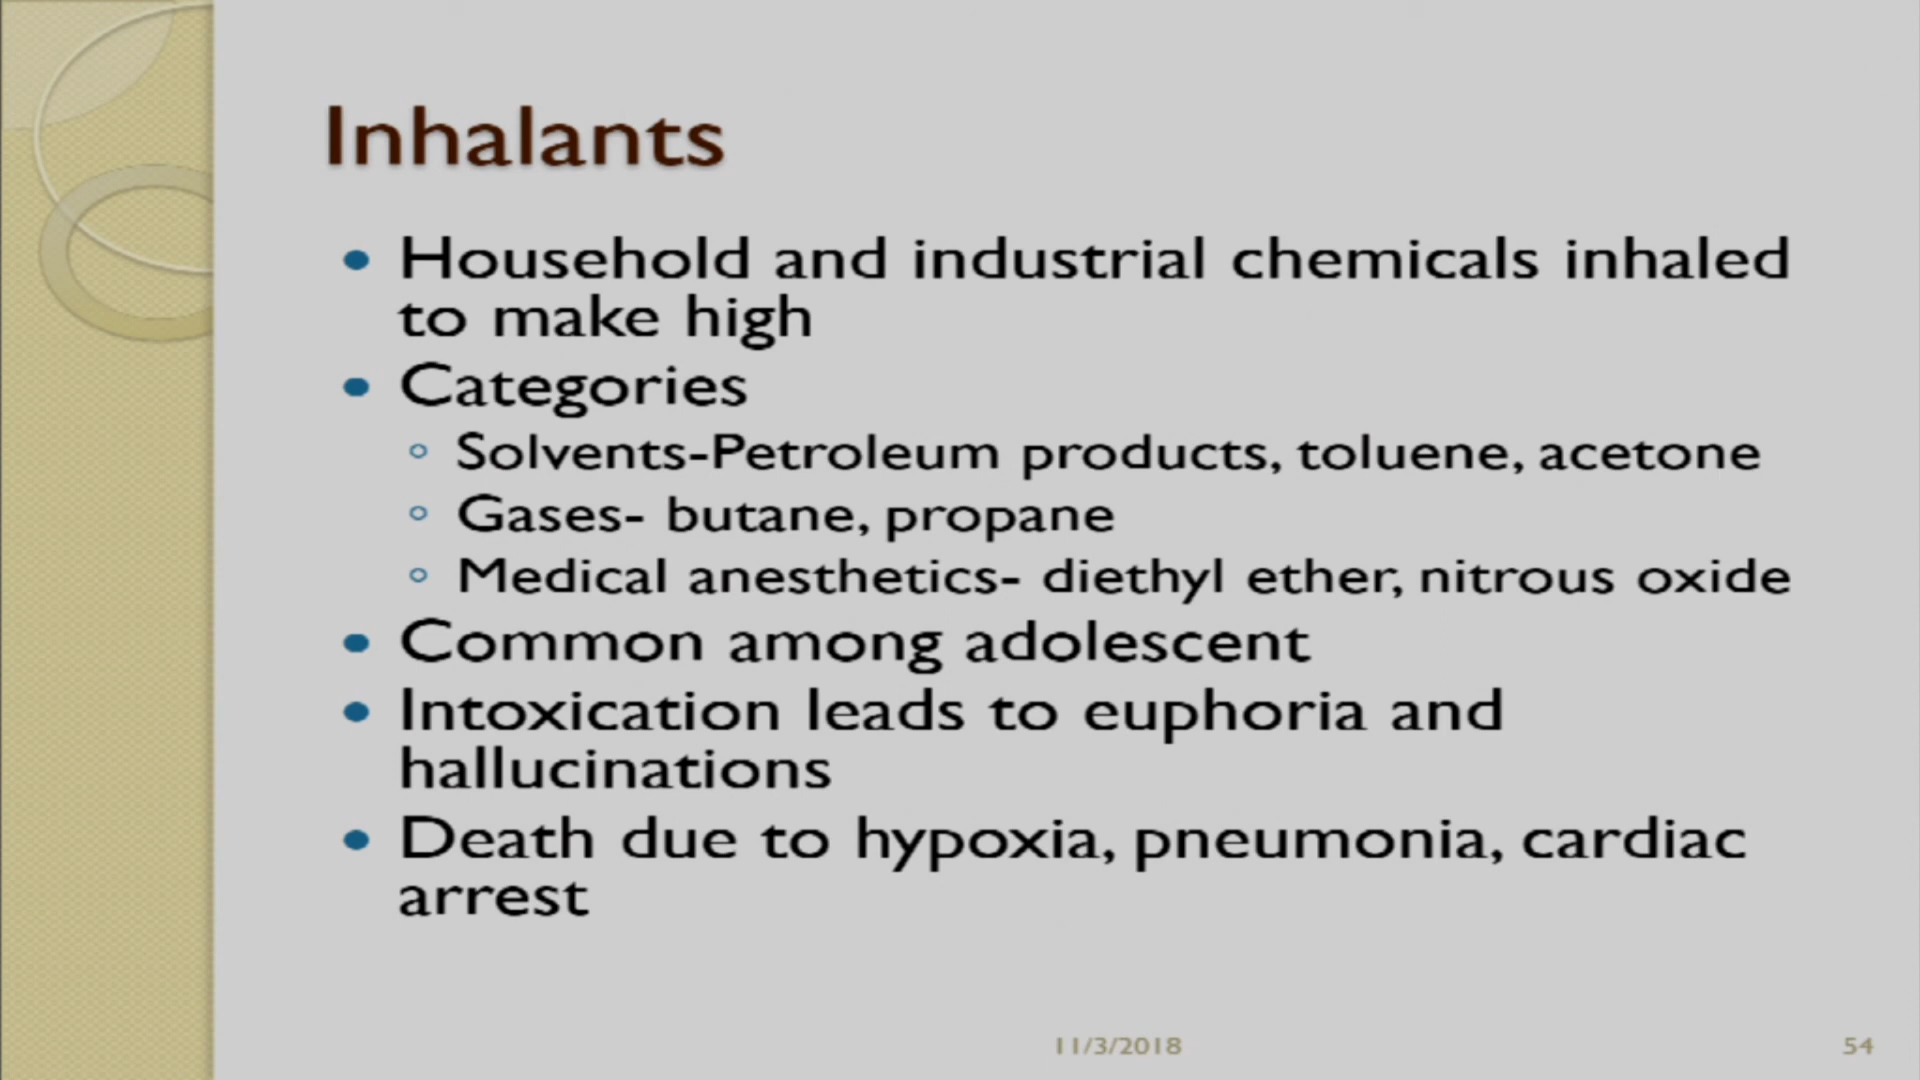 Inhalants
• Household and industrial chemicals inhaled
to make high
• Categories
◦ Solvents-Petroleum products, toluene, acetone
◦ Gases- butane, propane
◦ Medical anesthetics- diethyl ether, nitrous oxide
• Common among adolescent
• Intoxication leads to euphoria and
hallucinations
• Death due to hypoxia, pneumonia, cardiac
arrest
11/3/2018
54